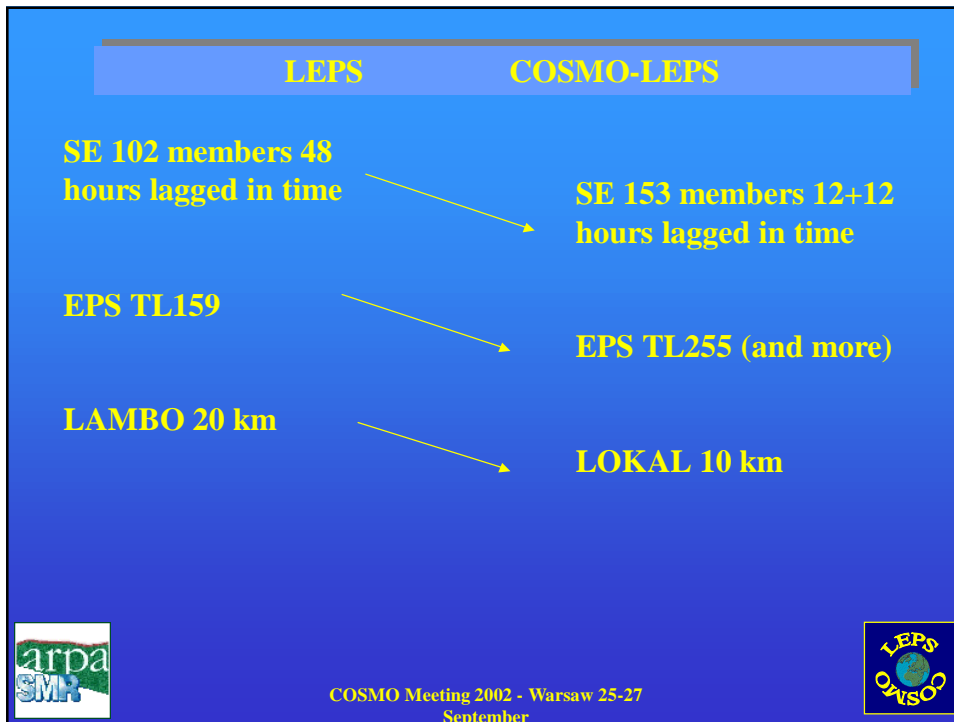 LEPS COSMO-LEPS
SE 102 members 48
hours lagged in time
SE 153 members 12+12
hours lagged in time
EPS TL159
EPS TL255 (and more)
LAMBO 20 km
LOKAL 10 km
arpa
SMR
COSMO Meeting 2002 - Warsaw 25-27
September
LEPS
COSMO